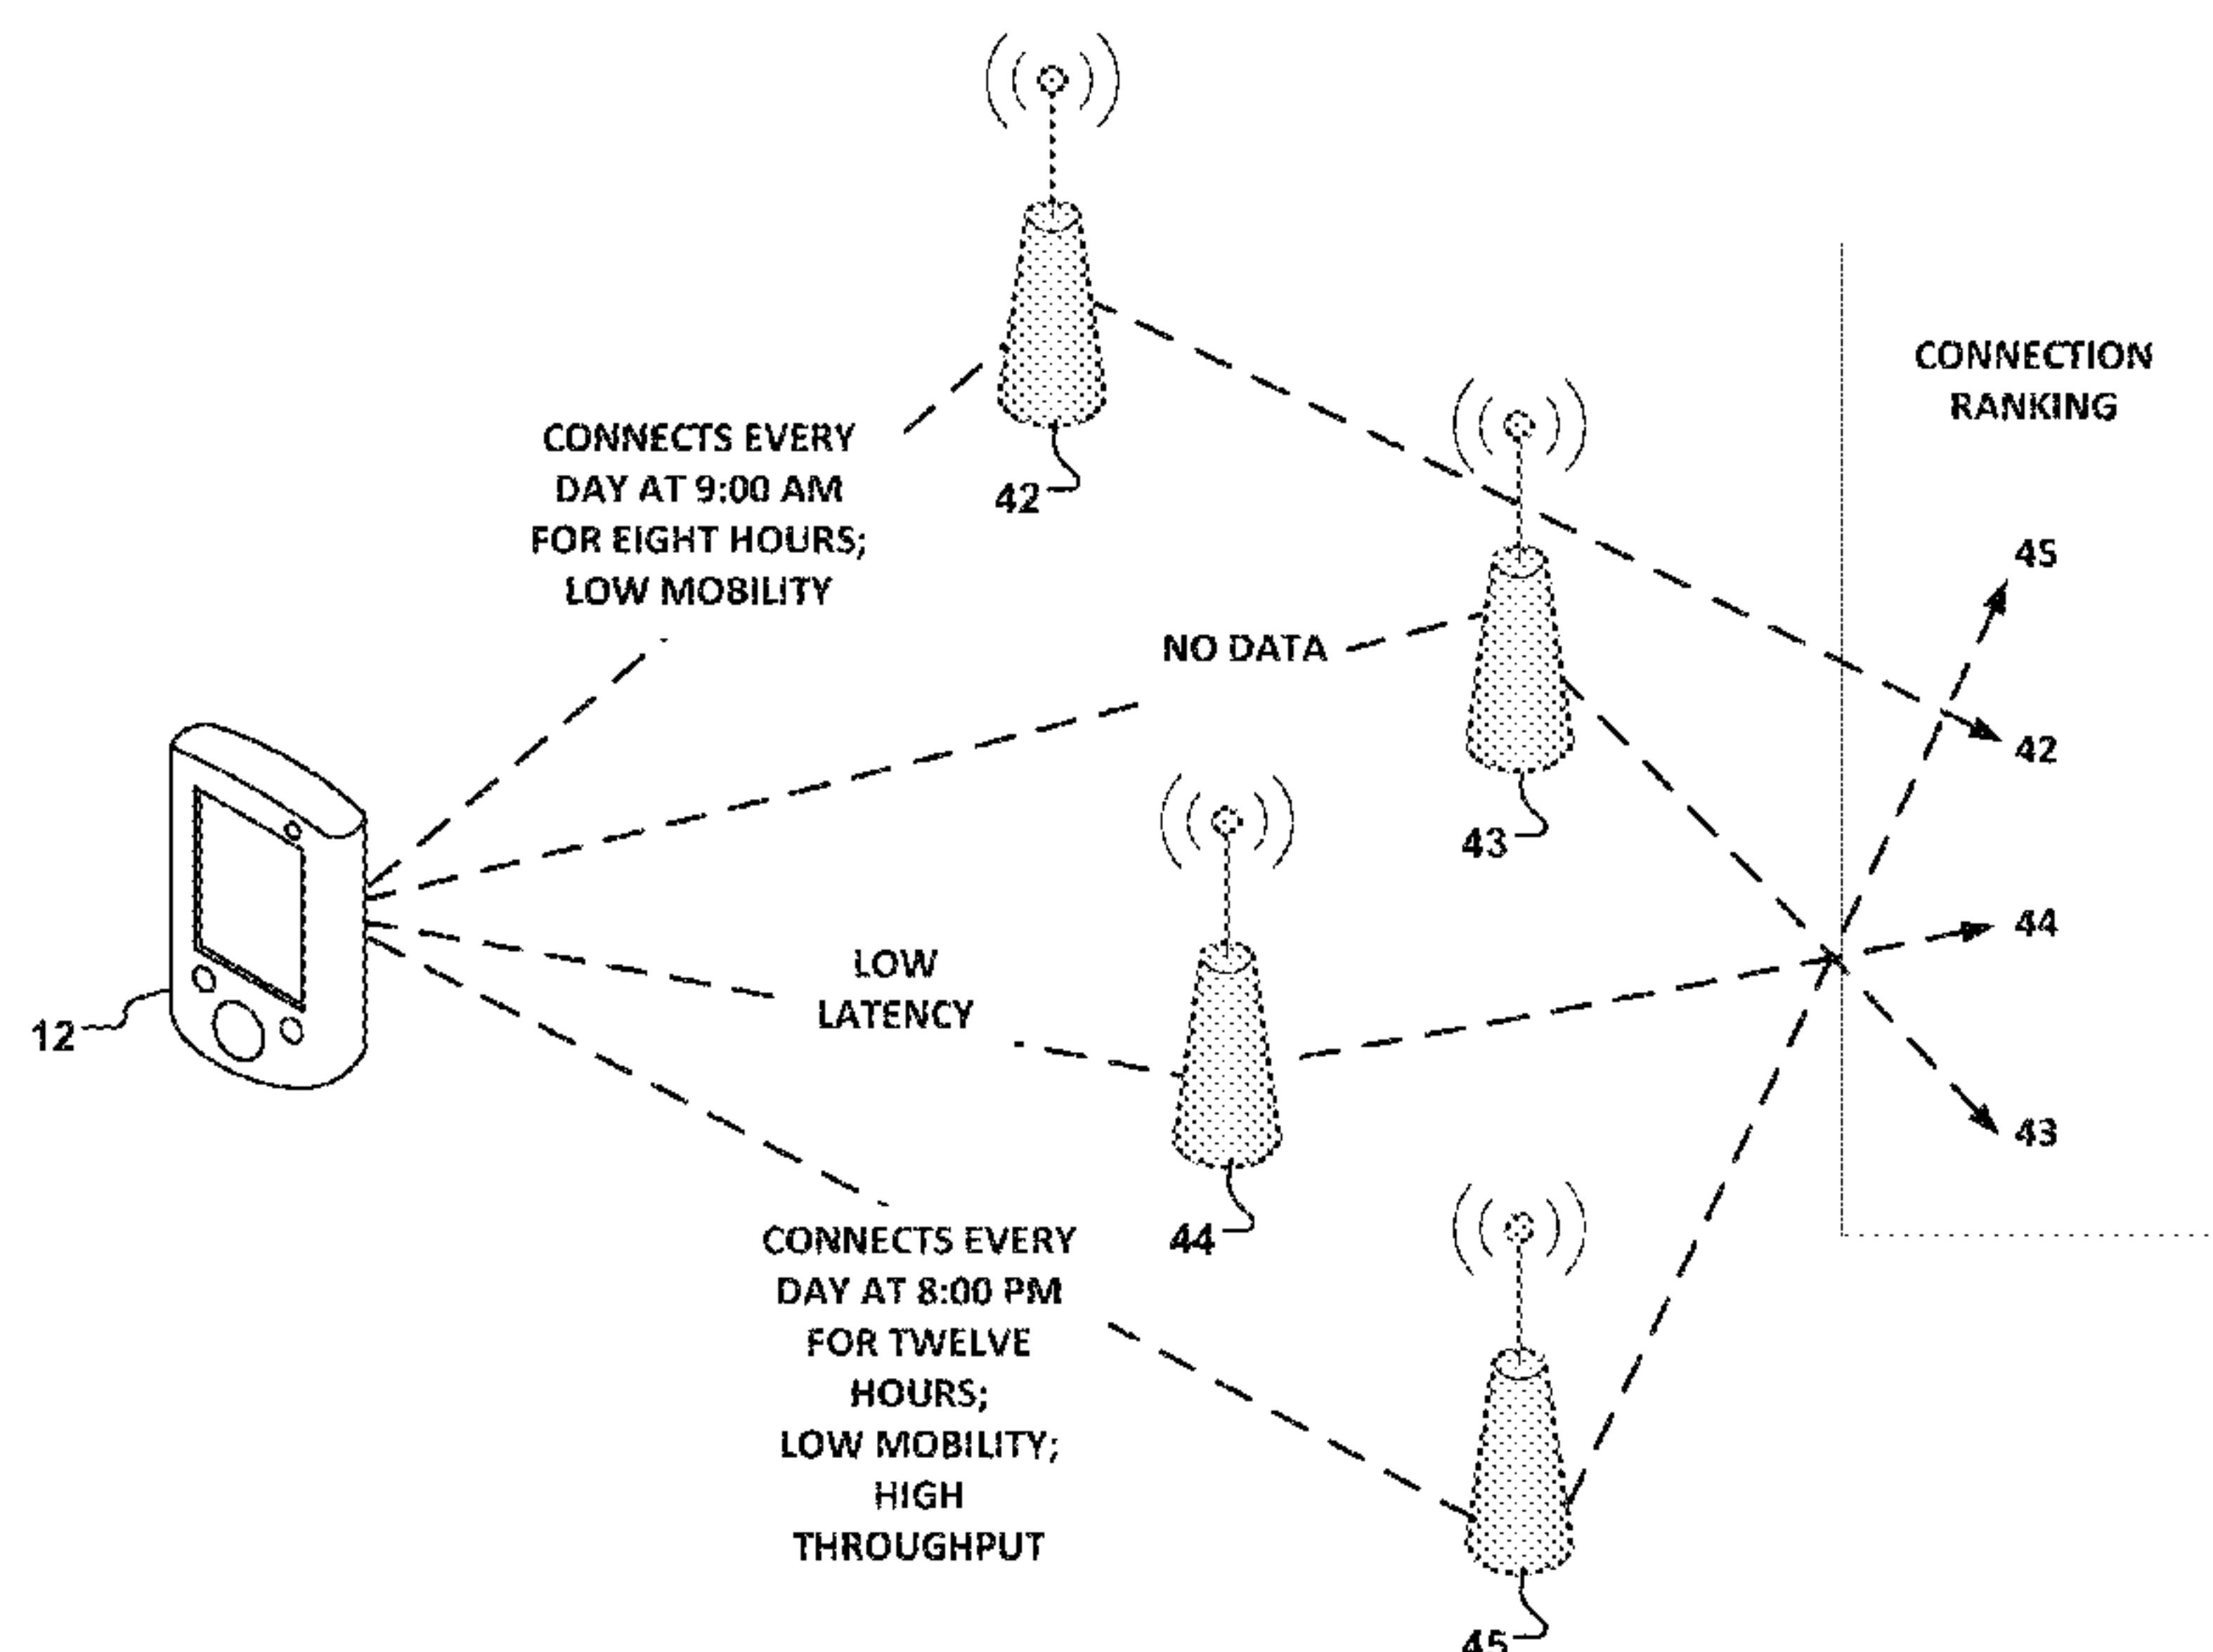 CONNECTION
RANKING
CONNECTS EVERY
DAY AT 9:00 AM
FOR EIGHT HOURS;
LOW MOBILITY
42
45
NO DATA
42
43
44
LOW
LATENCY
12
43
44
CONNECTS EVERY
DAY AT 8:00 PM
FOR TWELVE
HOURS;
LOW MOBILITY;
HIGH
THROUGHPUT
45